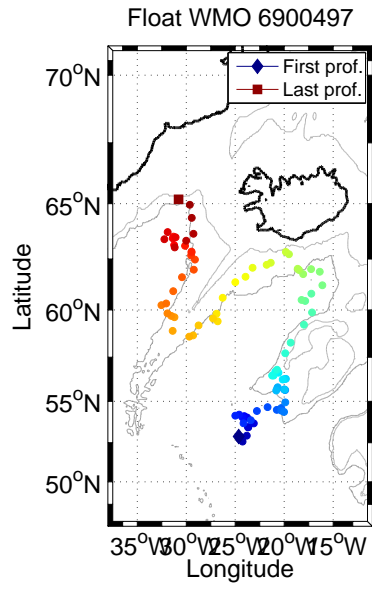 Float WMO 6900497
First prof.
Last prof.
70°N
65°N
60°N
55°N
50°N
Latitude
35°W 30°W 25°W 20°W 15°W
Longitude